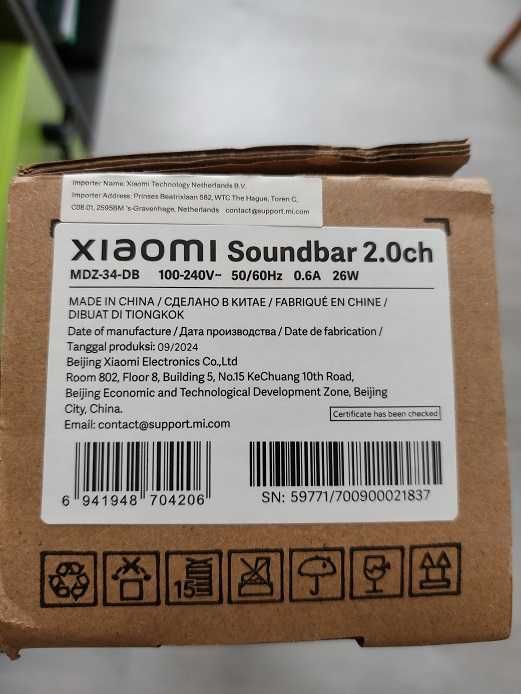 Importer Name: Xiaomi Technology Netherlands B.V.
Importer Address: Prinses Beatrixlaan 582, WTC The Hague, Toren C,
C08.01, 2595BM 's-Gravenhage, Netherlands contact@support.mi.com
xiaomi Soundbar 2.0ch
MDZ-34-DB 100-240V~ 50/60Hz 0.6A 26W
MADE IN CHINA / СДЕЛАНО В КИТАЕ / FABRIQUÉ EN CHINE /
DIBUAT DI TIONGKOK
Date of manufacture / Дата производства / Date de fabrication /
Tanggal produksi: 09/2024
Beijing Xiaomi Electronics Co.,Ltd
Room 802, Floor 8, Building 5, No.15 KeChuang 10th Road,
Beijing Economic and Technological Development Zone, Beijing
City, China.
Email: contact@support.mi.com
Certificate has been checked
6 941948 704206
SN: 59771/700900021837
15